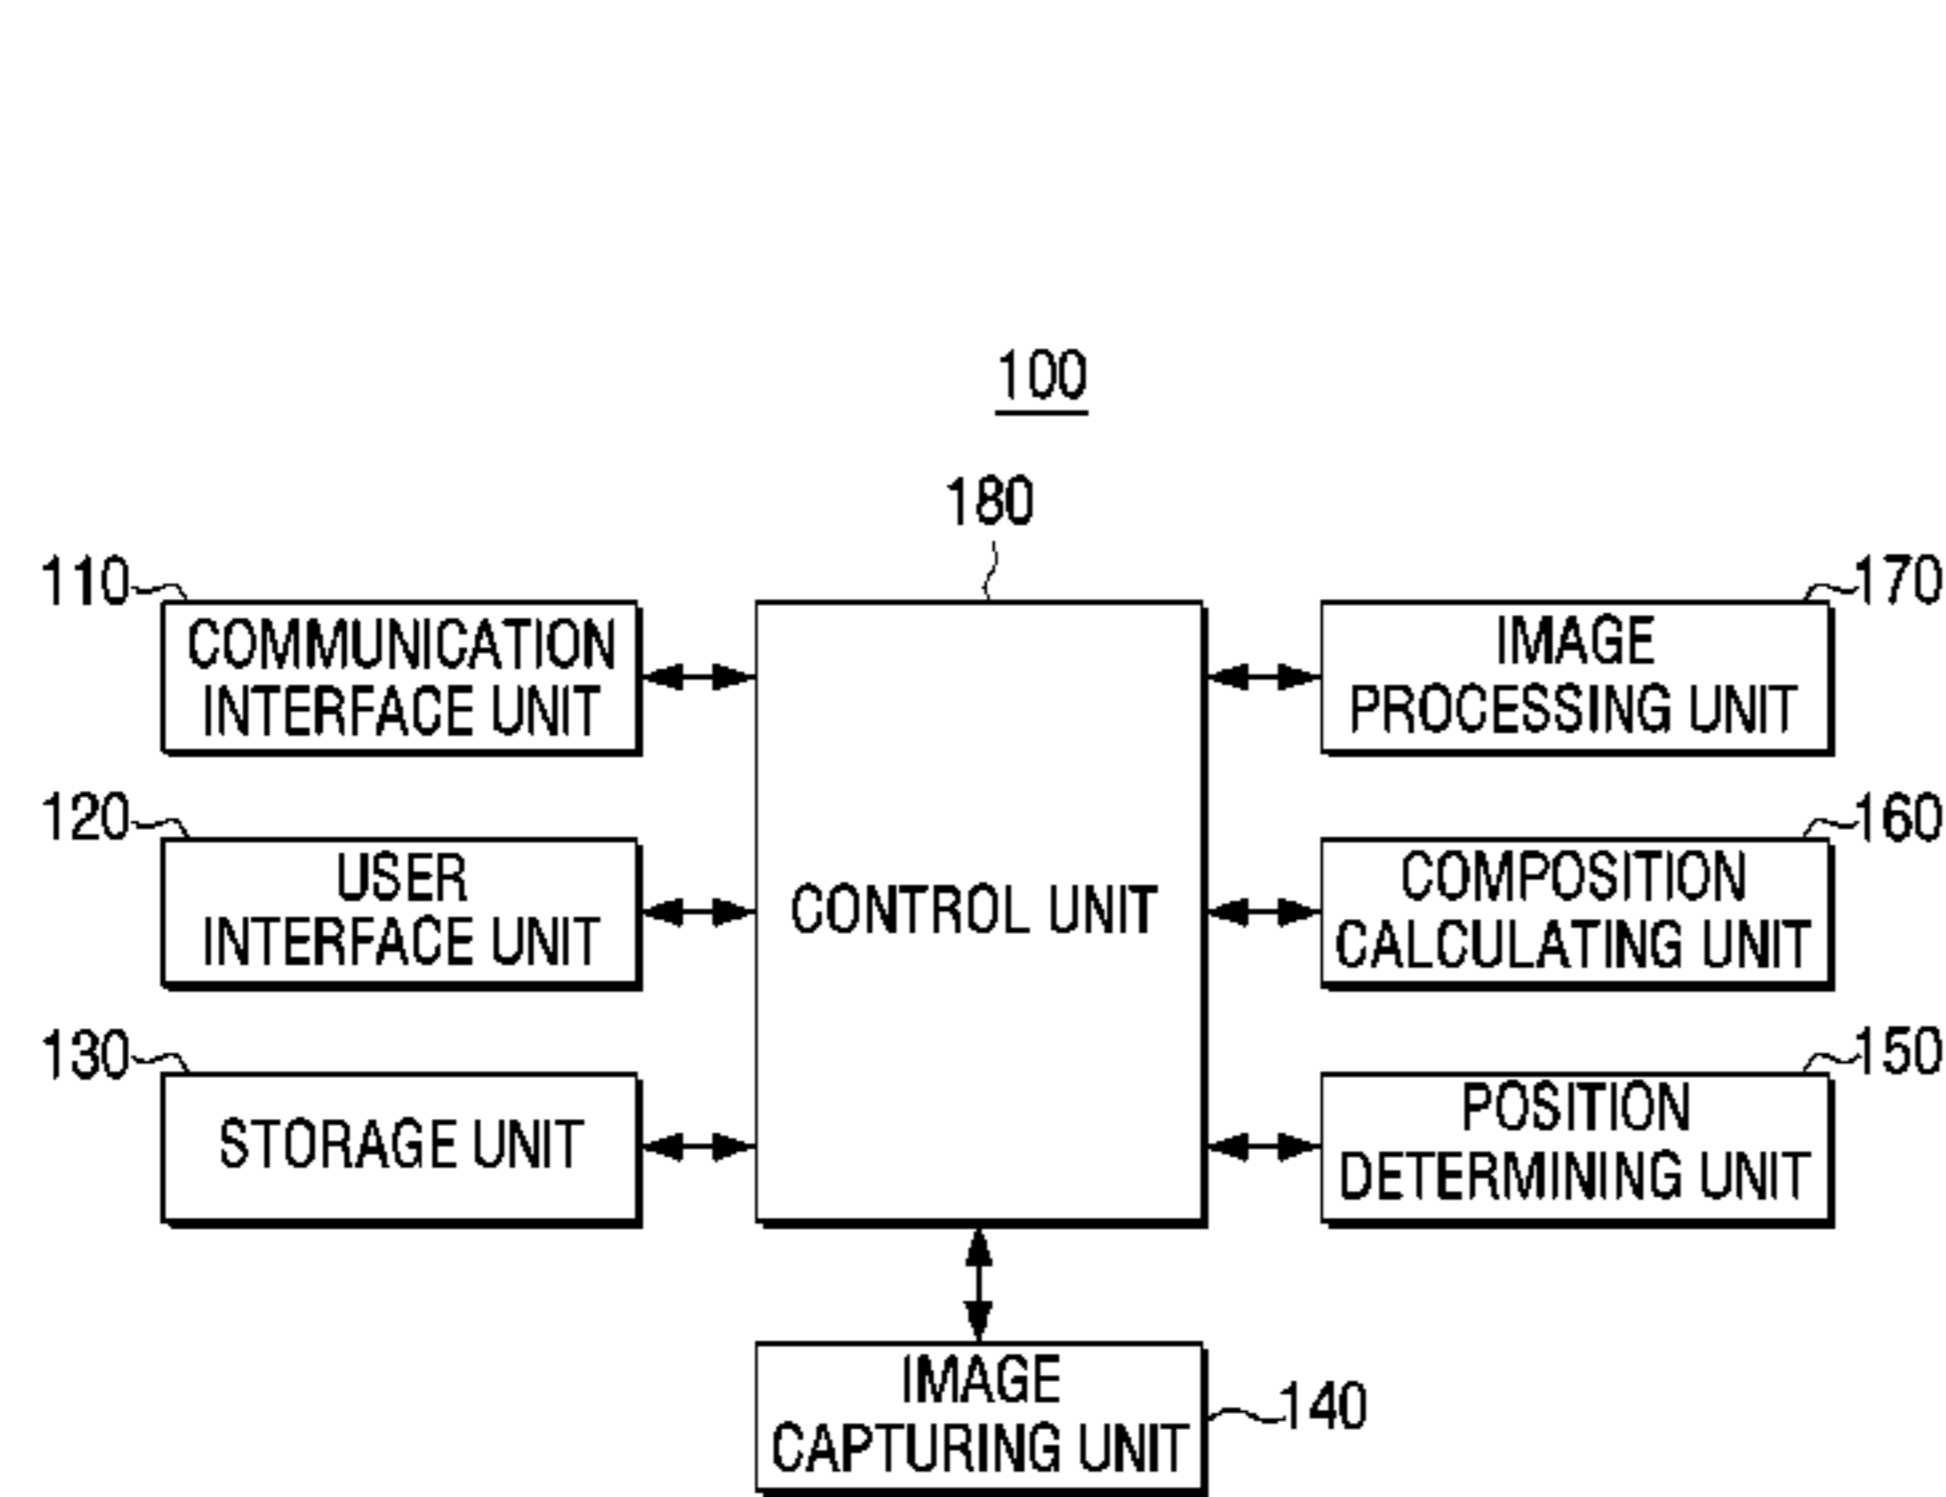 100
180
110
COMMUNICATION
INTERFACE UNIT
170
IMAGE
PROCESSING UNIT
120
USER
INTERFACE UNIT
CONTROL UNIT
160
COMPOSITION
CALCULATING UNIT
130
STORAGE UNIT
150
POSITION
DETERMINING UNIT
IMAGE
CAPTURING UNIT
140